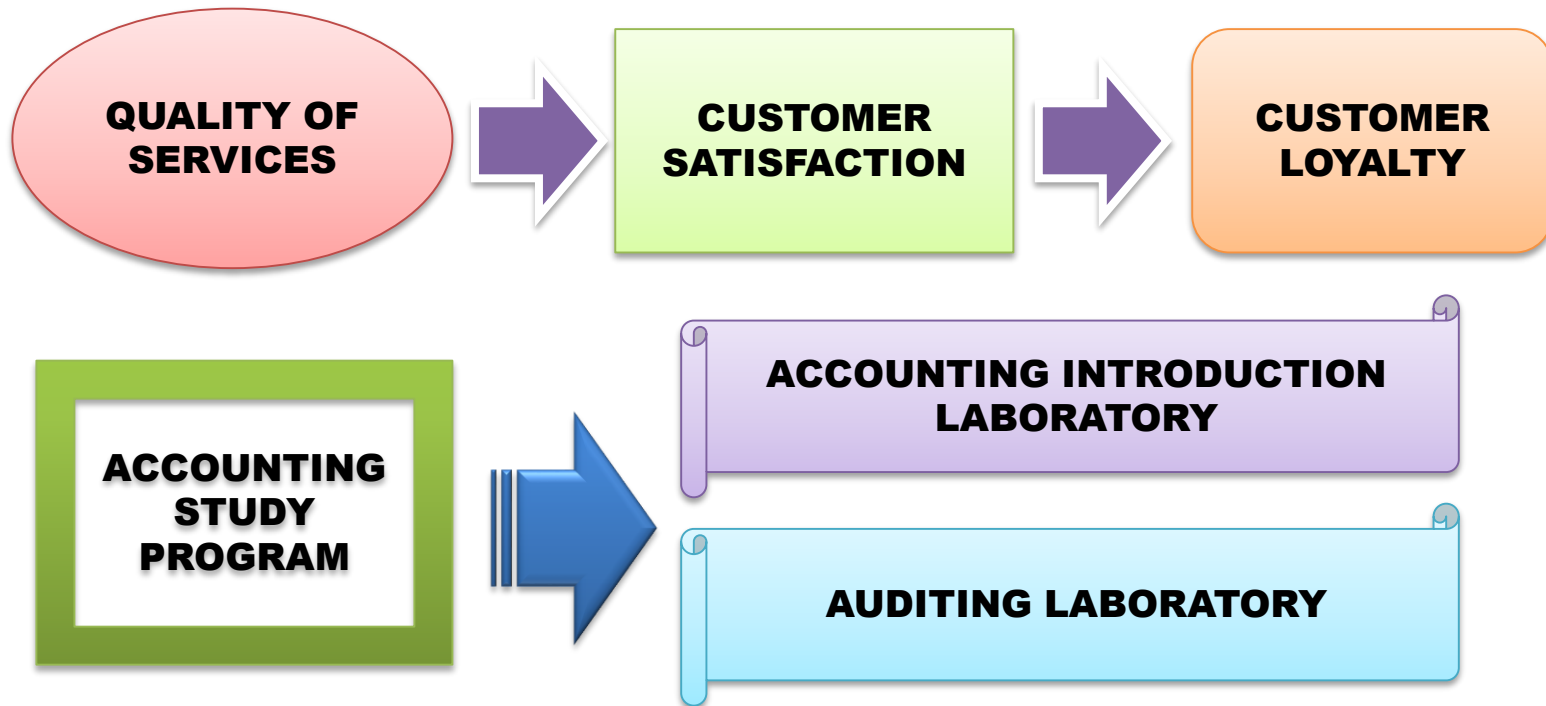 QUALITY OF
SERVICES
CUSTOMER
SATISFACTION
CUSTOMER
LOYALTY
ACCOUNTING
STUDY
PROGRAM
ACCOUNTING INTRODUCTION
LABORATORY
AUDITING LABORATORY